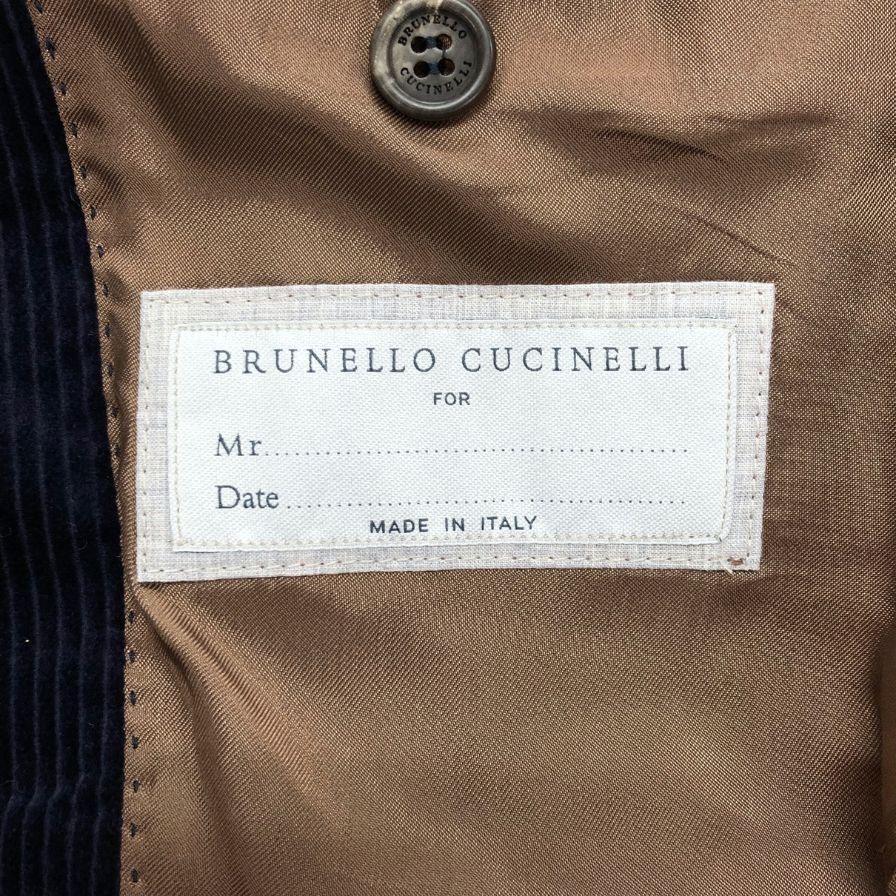 BRUNELLO
CUCINELLI
BRUNELLO CUCINELLI
FOR
Mr.......................................
Date.......................................
MADE IN ITALY